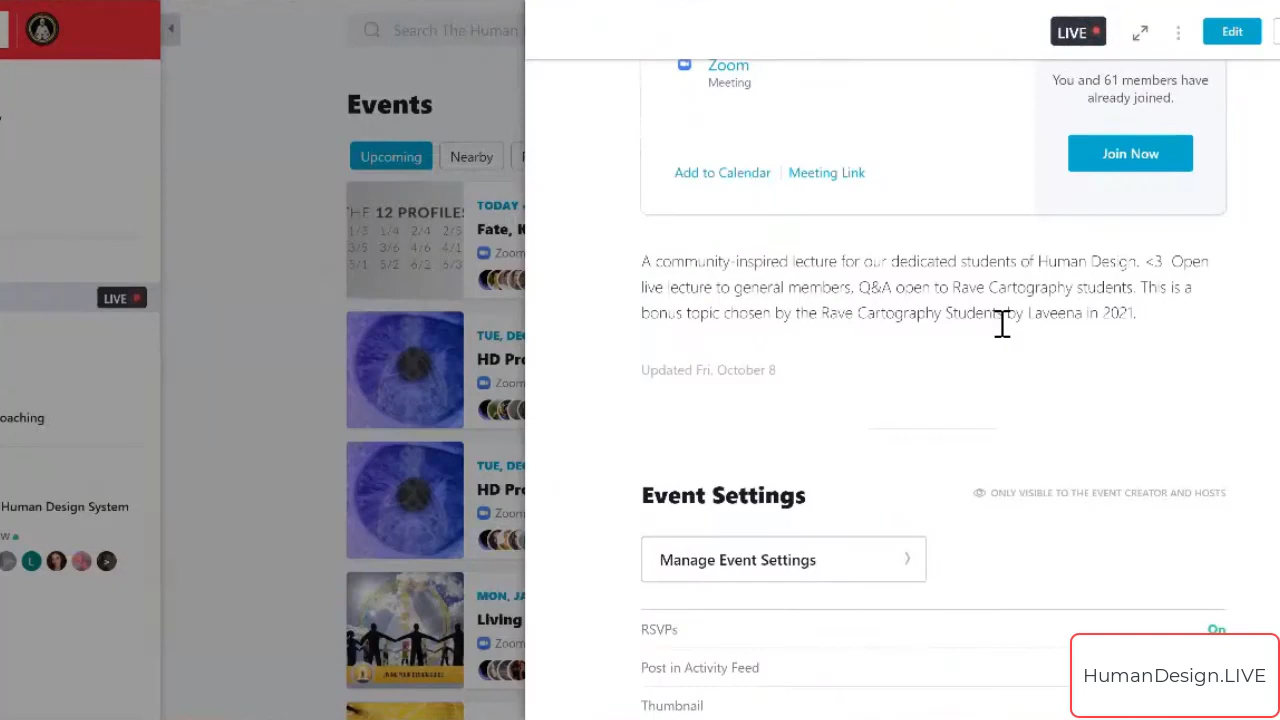 Search The Human
LIVE
Edit
Events
Upcoming
Nearby
THE 12 PROFILES
1/3 1/4 2/4 2/5
3/5 3/6 4/6 4/1
5/1 5/2 6/2 6/3
TODAY
Fate, K
Zoom
TUE, DEC
HD Pro
Zoom
TUE, DEC
HD Pro
Zoom
MON, JA
Living
Zoom
LIVE
oaching
Human Design System
W
L
Zoom
Meeting
Add to Calendar
Meeting Link
You and 61 members have
already joined.
Join Now
A community-inspired lecture for our dedicated students of Human Design. <3 Open
live lecture to general members, Q&A open to Rave Cartography students. This is a
bonus topic chosen by the Rave Cartography Students by Laveena in 2021.
Updated Fri, October 8
Event Settings
ONLY VISIBLE TO THE EVENT CREATOR AND HOSTS
Manage Event Settings
RSVPs
On
Post in Activity Feed
Thumbnail
HumanDesign.LIVE